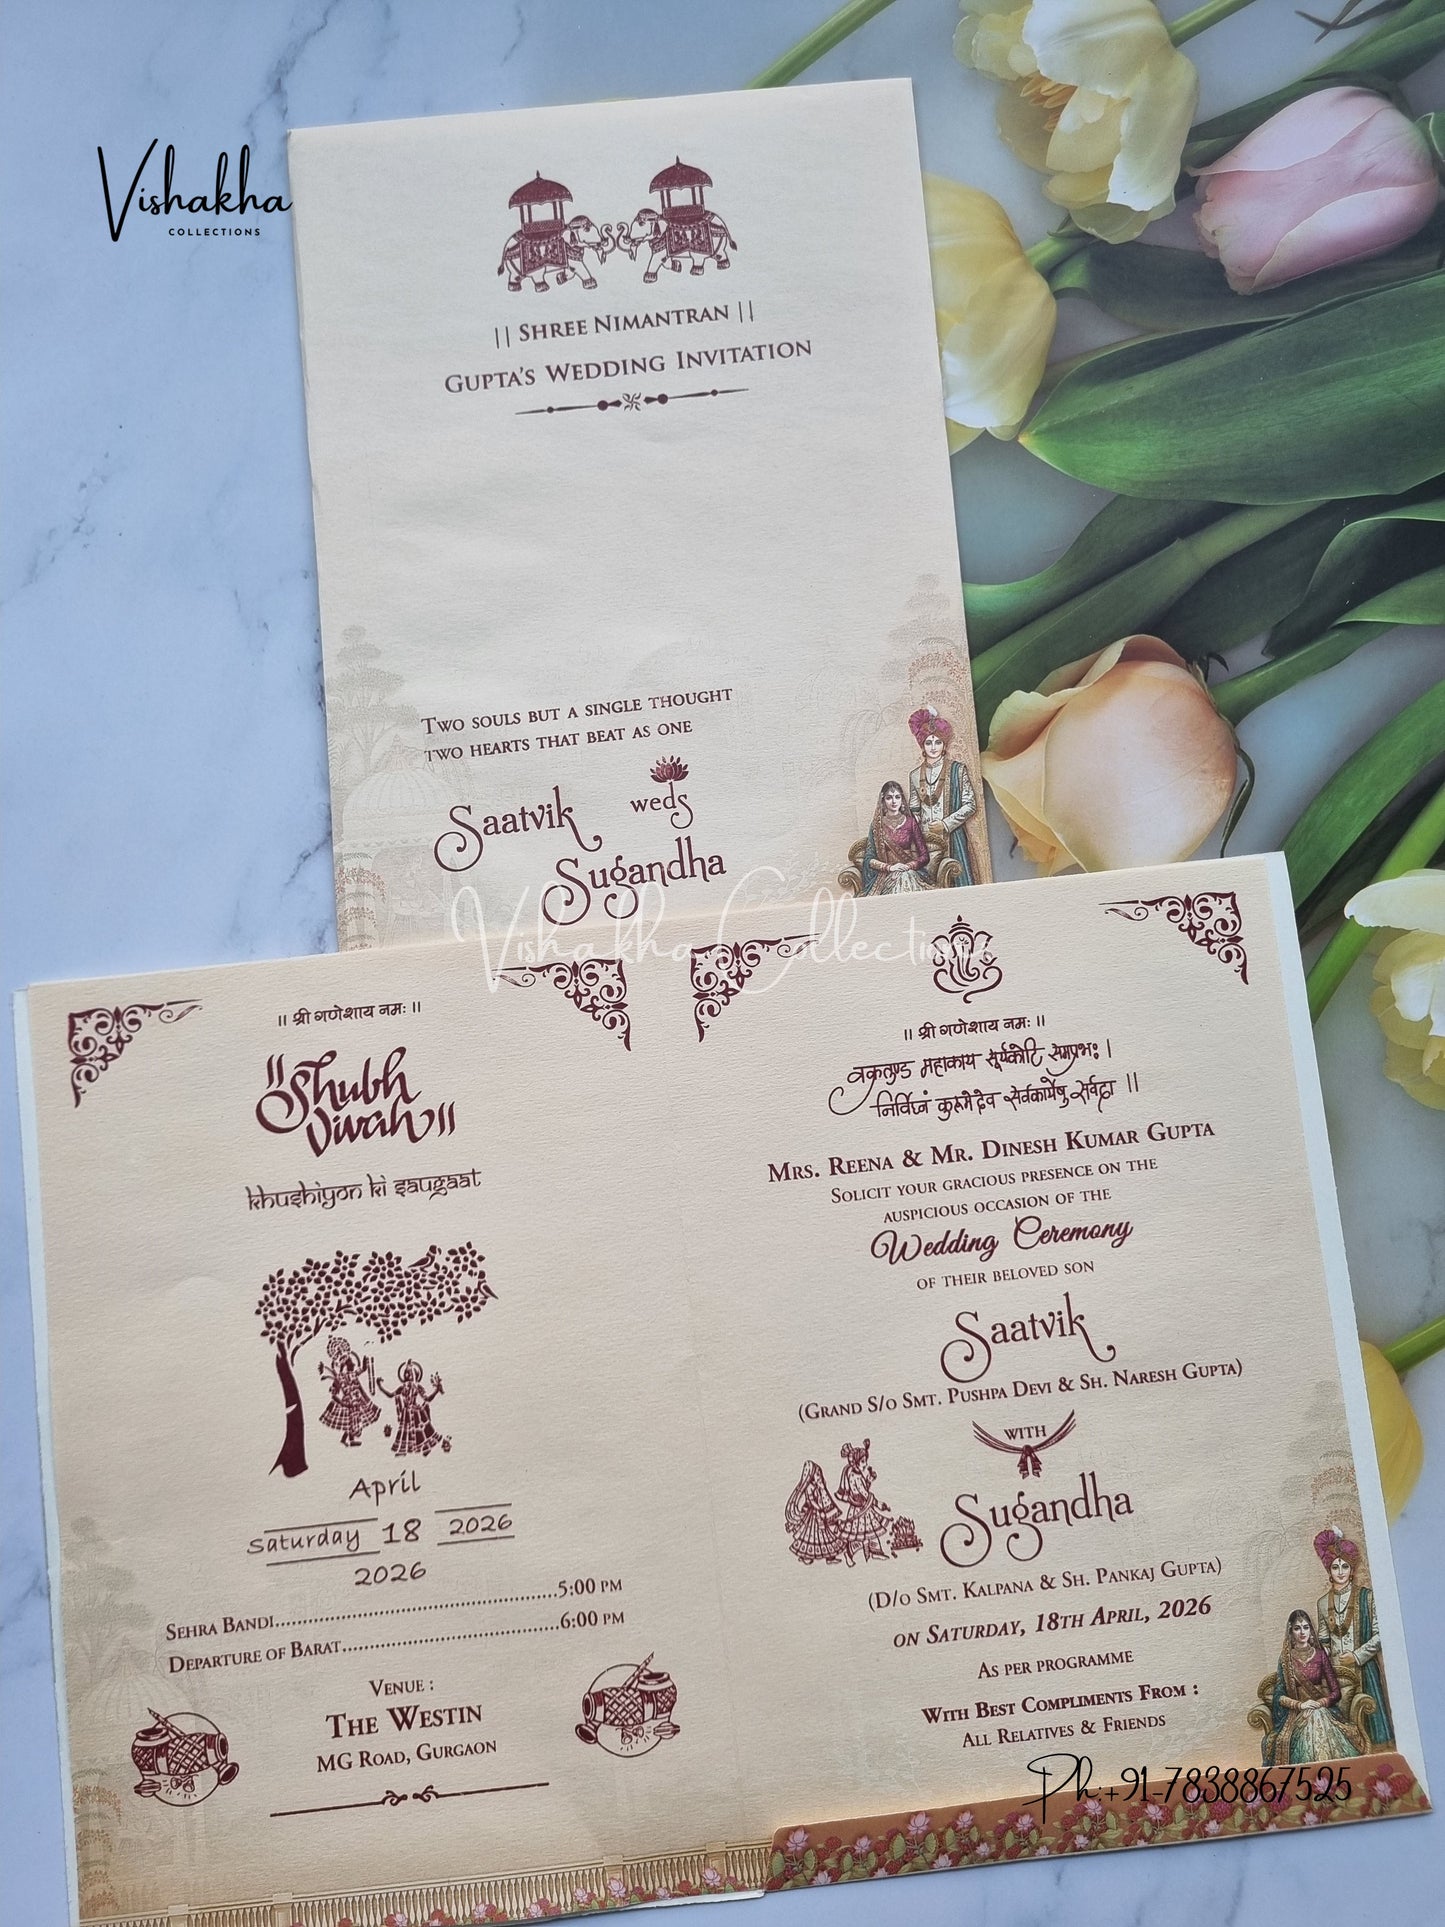 Vishakha
COLLECTIONS
|| SHREE NIMANTRAN ||
GUPTA'S WEDDING INVITATION
TWO SOULS BUT A SINGLE THOUGHT
TWO HEARTS THAT BEAT AS ONE
Saatvik weds
Sugandha
Vishakha Collections
|| श्री गणेशाय नमः ||
||Shubh
Vivah||
khushiyon ki saugaat
April
Saturday 18 2026
2026
SEHRA BANDI..........................................................5:00 PM
DEPARTURE OF BARAT............................................6:00 PM
VENUE :
THE WESTIN
MG ROAD, GURGAON
|| श्री गणेशाय नमः ||
वक्रतुण्ड महाकाय सूर्यकोटि समप्रभः |
निर्विघ्नं कुरूमेदेव सर्वकार्येषु सर्वदा ||
MRS. REENA & MR. DINESH KUMAR GUPTA
SOLICIT YOUR GRACIOUS PRESENCE ON THE
AUSPICIOUS OCCASION OF THE
Wedding Ceremony
OF THEIR BELOVED SON
Saatvik
(GRAND S/O SMT. PUSHPA DEVI & SH. NARESH GUPTA)
WITH
Sugandha
(D/O SMT. KALPANA & SH. PANKAJ GUPTA)
ON SATURDAY, 18TH APRIL, 2026
AS PER PROGRAMME
WITH BEST COMPLIMENTS FROM :
ALL RELATIVES & FRIENDS
Ph:+91-7838867525